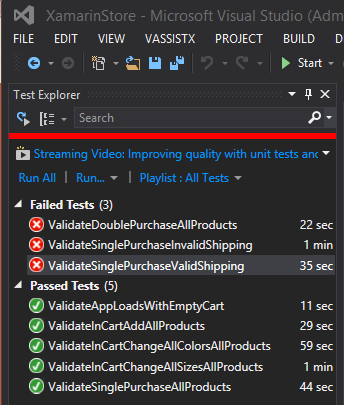 XamarinStore - Microsoft Visual Studio (Adm
FILE EDIT VIEW VASSISTX PROJECT BUILD D
Start
Test Explorer
Search
Streaming Video: Improving quality with unit tests and
Run All | Run... | Playlist : All Tests
Failed Tests (3)
ValidateDoublePurchaseAllProducts 22 sec
ValidateSinglePurchaseInvalidShipping 1 min
ValidateSinglePurchaseValidShipping 35 sec
Passed Tests (5)
ValidateAppLoadsWithEmptyCart 11 sec
ValidateInCartAddAllProducts 29 sec
ValidateInCartChangeAllColorsAllProducts 59 sec
ValidateInCartChangeAllSizesAllProducts 1 min
ValidateSinglePurchaseAllProducts 44 sec